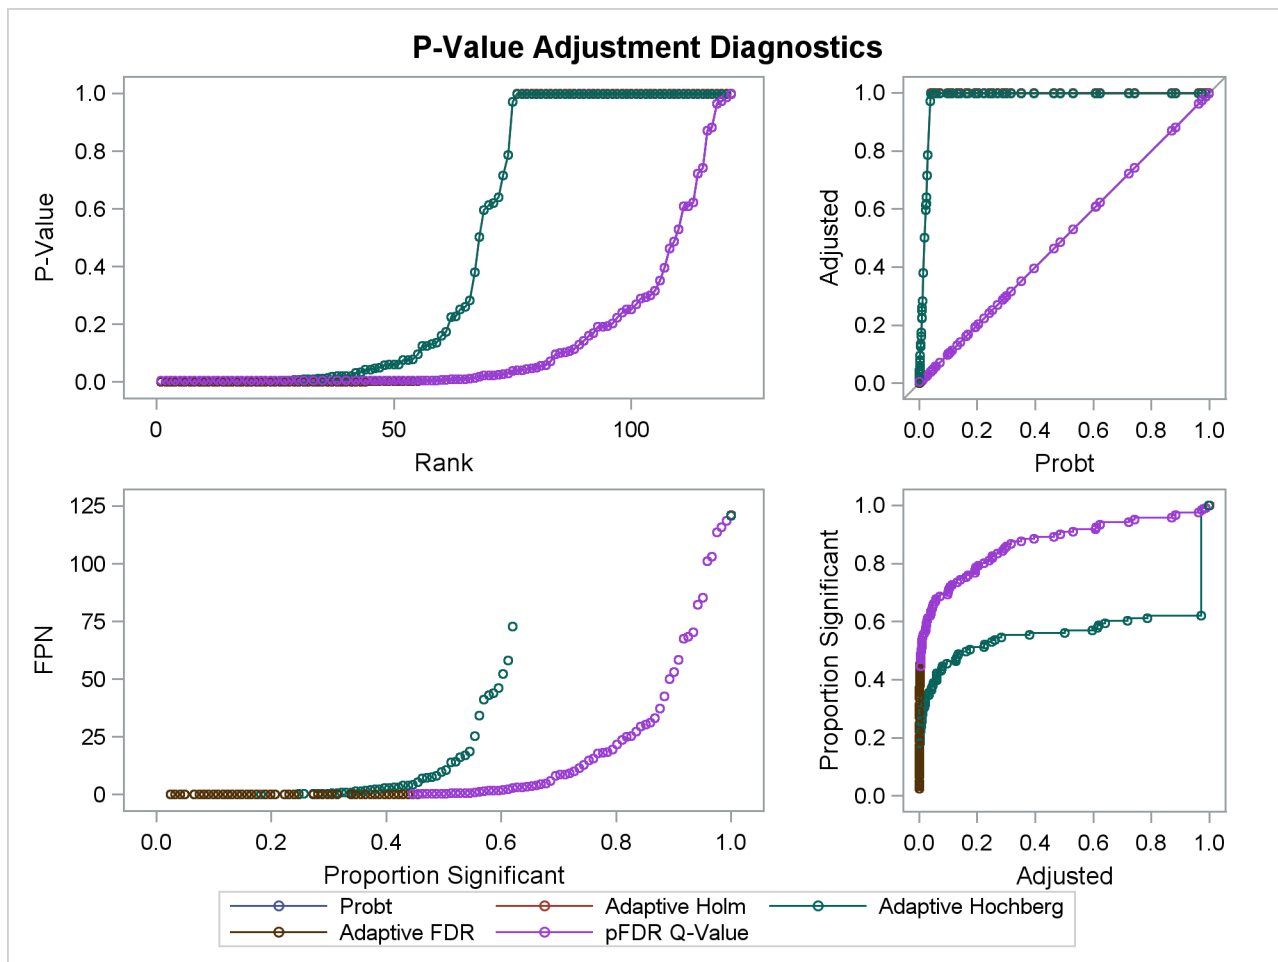 P-Value Adjustment Diagnostics
1.0
0.8
0.6
0.4
0.2
0.0
P-Value
0
50
100
Rank
1.0
0.8
0.6
0.4
0.2
0.0
Adjusted
0.0 0.2 0.4 0.6 0.8 1.0
Probt
125
100
75
50
25
0
FPN
0.0 0.2 0.4 0.6 0.8 1.0
Proportion Significant
1.0
0.8
0.6
0.4
0.2
0.0
Proportion Significant
0.0 0.2 0.4 0.6 0.8 1.0
Adjusted
Probt Adaptive Holm Adaptive Hochberg
Adaptive FDR pFDR Q-Value